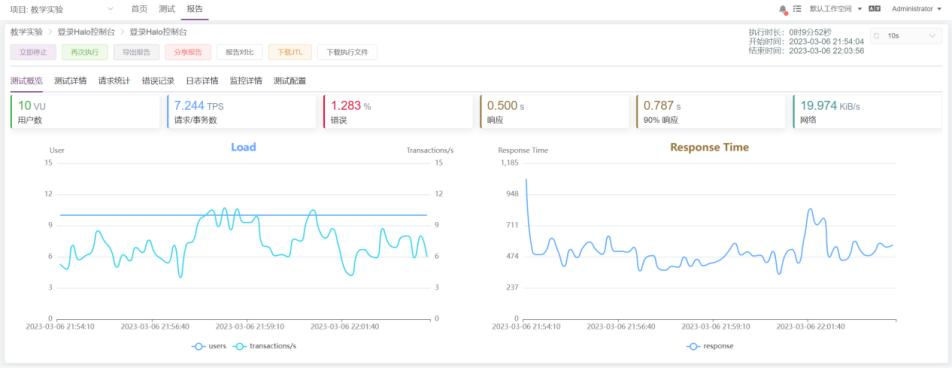 项目: 教学实验 首页 测试 报告 默认工作空间 Administrator
教学实验 > 登录Halo控制台 > 登录Halo控制台
执行时长: 0时9分52秒
开始时间: 2023-03-06 21:54:04
结束时间: 2023-03-06 22:03:56
10s
立即停止 再次执行 导出报告 分享报告 报告对比 下载JTL 下载执行文件
测试概览 测试详情 请求统计 错误记录 日志详情 监控详情 测试配置
10 VU
用户数
7.244 TPS
请求/事务数
1.283 %
错误
0.500 s
响应
0.787 s
90% 响应
19.974 KiB/s
网络
Load
User
Transactions/s
15 15
12 12
9 9
6 6
3 3
0 0
2023-03-06 21:54:10 2023-03-06 21:56:40 2023-03-06 21:59:10 2023-03-06 22:01:40
users transactions/s
Response Time
Response Time
1,185
948
711
474
237
0
2023-03-06 21:54:10 2023-03-06 21:56:40 2023-03-06 21:59:10 2023-03-06 22:01:40
response